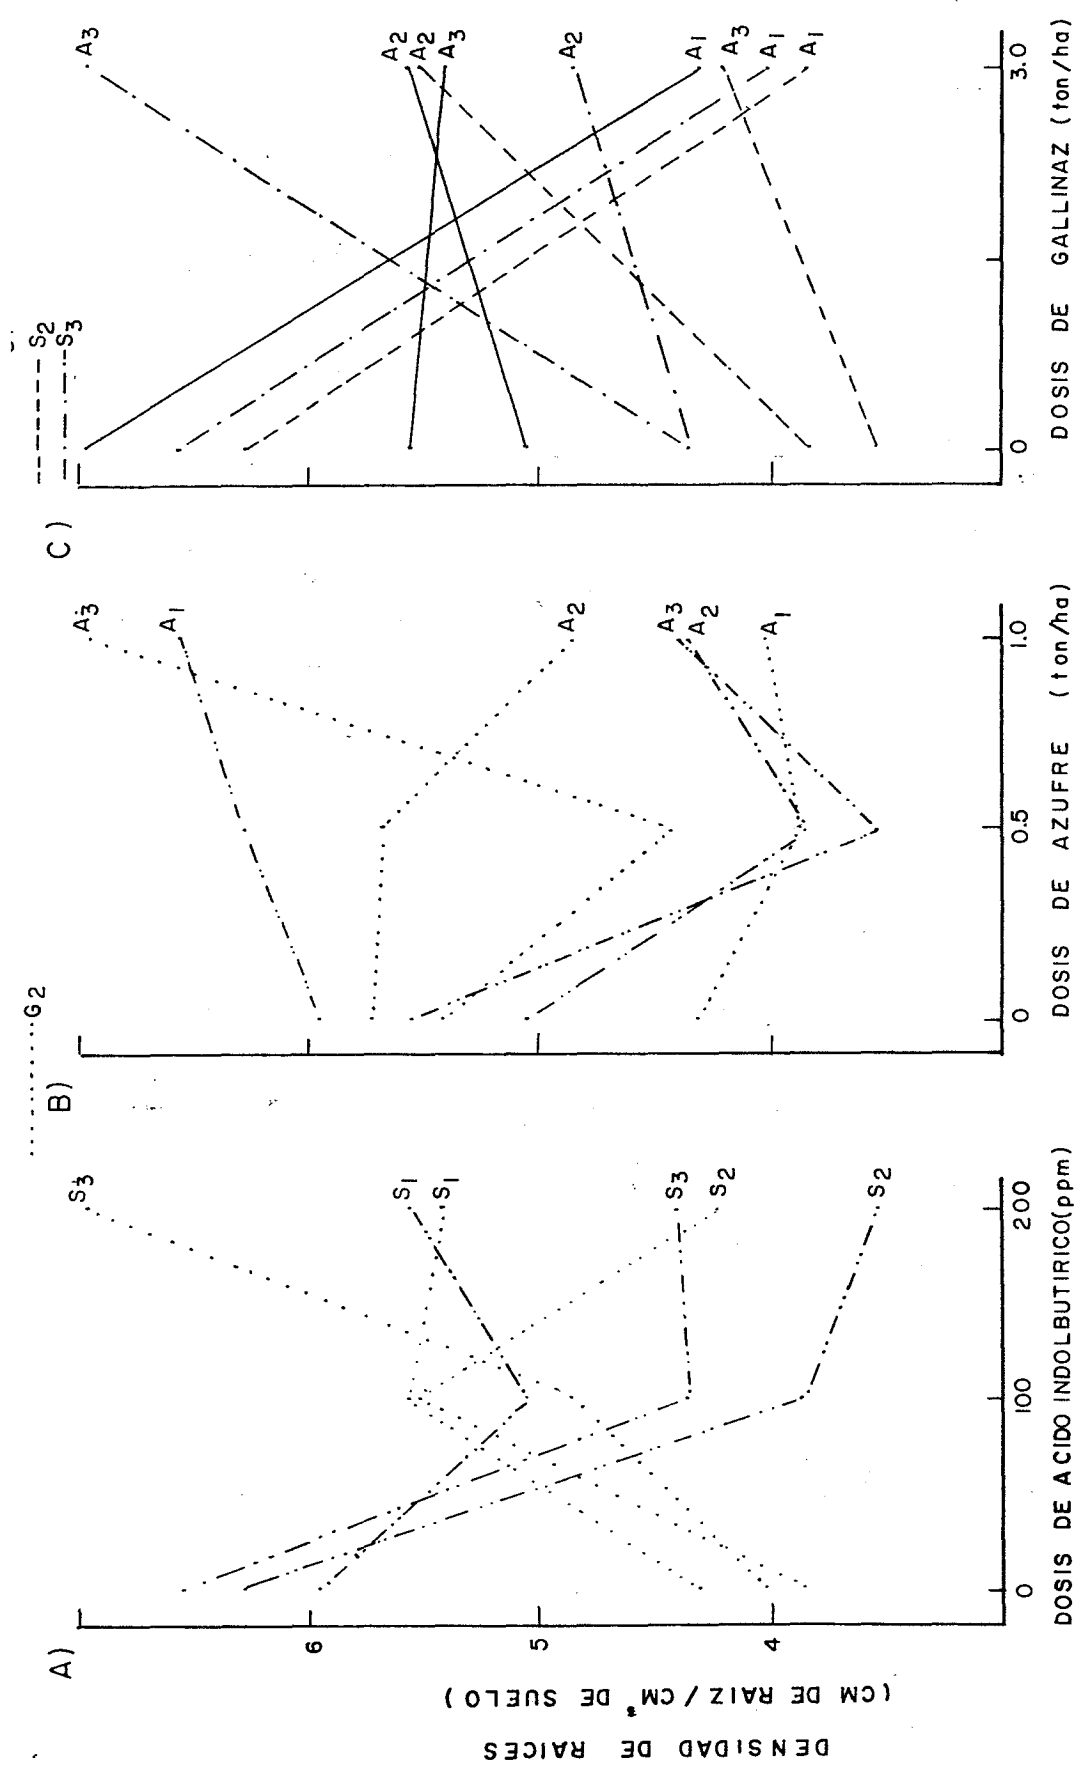 G2
S2
S3
A)
DENSIDAD DE RAICES
(CM DE RAIZ / CM³ DE SUELO)
6
5
4
S3
S1
S1
S3
S2
S2
0 100 200
DOSIS DE ACIDO INDOLBUTIRICO(ppm)
B)
A3
A1
A2
A3
A2
A1
0 0.5 1.0
DOSIS DE AZUFRE (ton/ha)
C)
A3
A2
A2
A3
A2
A1
A3
A1
A1
0 3.0
DOSIS DE GALLINAZ (ton/ha)